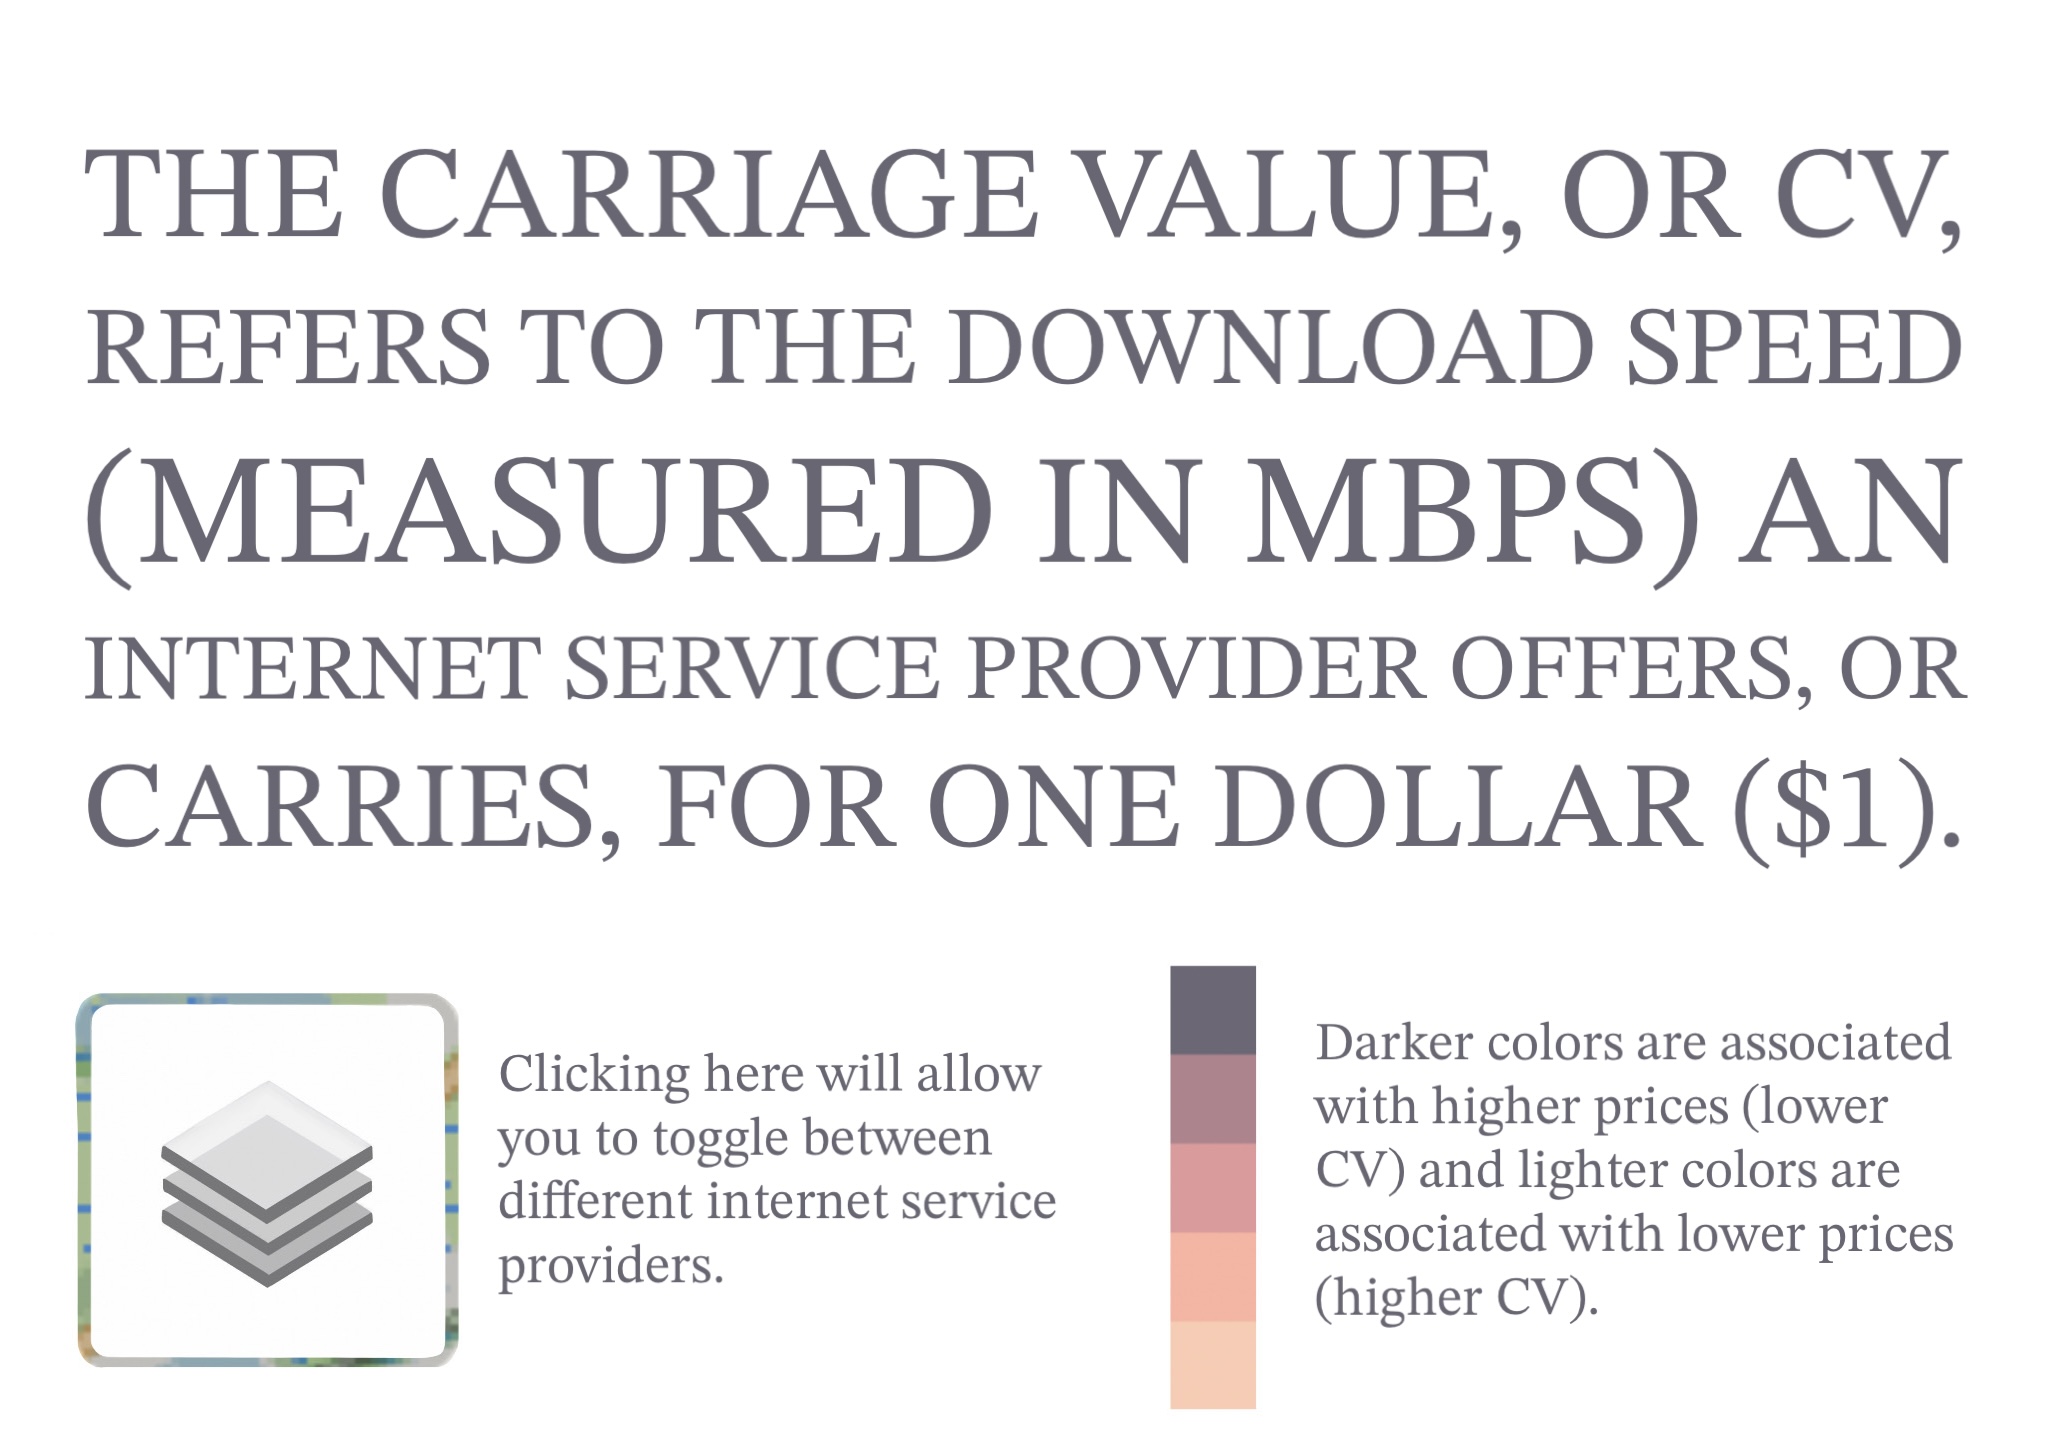 THE CARRIAGE VALUE, OR CV,
REFERS TO THE DOWNLOAD SPEED
(MEASURED IN MBPS) AN
INTERNET SERVICE PROVIDER OFFERS, OR
CARRIES, FOR ONE DOLLAR ($1).
Clicking here will allow
you to toggle between
different internet service
providers.
Darker colors are associated
with higher prices (lower
CV) and lighter colors are
associated with lower prices
(higher CV).